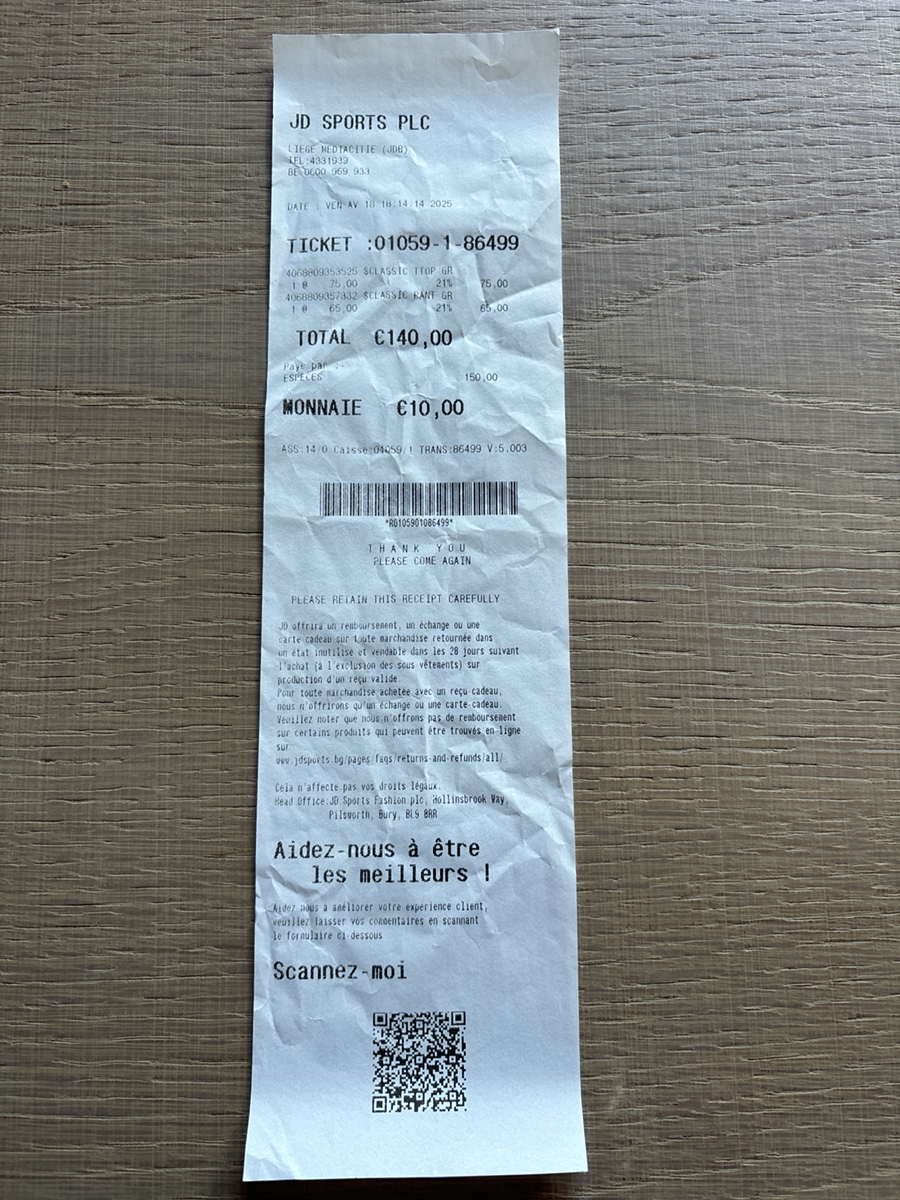 JD SPORTS PLC
LIEGE MEDIACITIE (JDB)
TEL:4331939
BE 0600 969 933
DATE : VEN AV 18 18:14:14 2025
TICKET :01059-1-86499
4068809353525 $CLASSIC TTOP GR
1 @ 75,00 21% 75,00
4068809357332 $CLASSIC PANT GR
1 @ 65,00 21% 65,00
TOTAL €140,00
Payé par :-
ESPECES 150,00
MONNAIE €10,00
ASS:14/0 Caisse:01059/1 TRANS:86499 V:5.003
*R0105901086499*
THANK YOU
PLEASE COME AGAIN
PLEASE RETAIN THIS RECEIPT CAREFULLY
JD offrira un remboursement, un échange ou une
carte-cadeau sur toute marchandise retournée dans
un état inutilisé et vendable dans les 28 jours suivant
l'achat (à l'exclusion des sous vêtements) sur
production d'un reçu valide.
Pour toute marchandise achetée avec un reçu cadeau,
nous n'offrirons qu'un échange ou une carte-cadeau.
Veuillez noter que nous n'offrons pas de remboursement
sur certains produits qui peuvent être trouvés en ligne
sur
www.jdsports.bg/pages/faqs/returns-and-refunds/all/
Cela n'affecte pas vos droits légaux.
Head Office:JD Sports Fashion plc, Hollinsbrook Way,
Pilsworth, Bury, BL9 8RR
Aidez-nous à être
les meilleurs !
Aidez nous à améliorer votre expérience client,
veuillez laisser vos commentaires en scannant
le formulaire ci-dessous
Scannez-moi